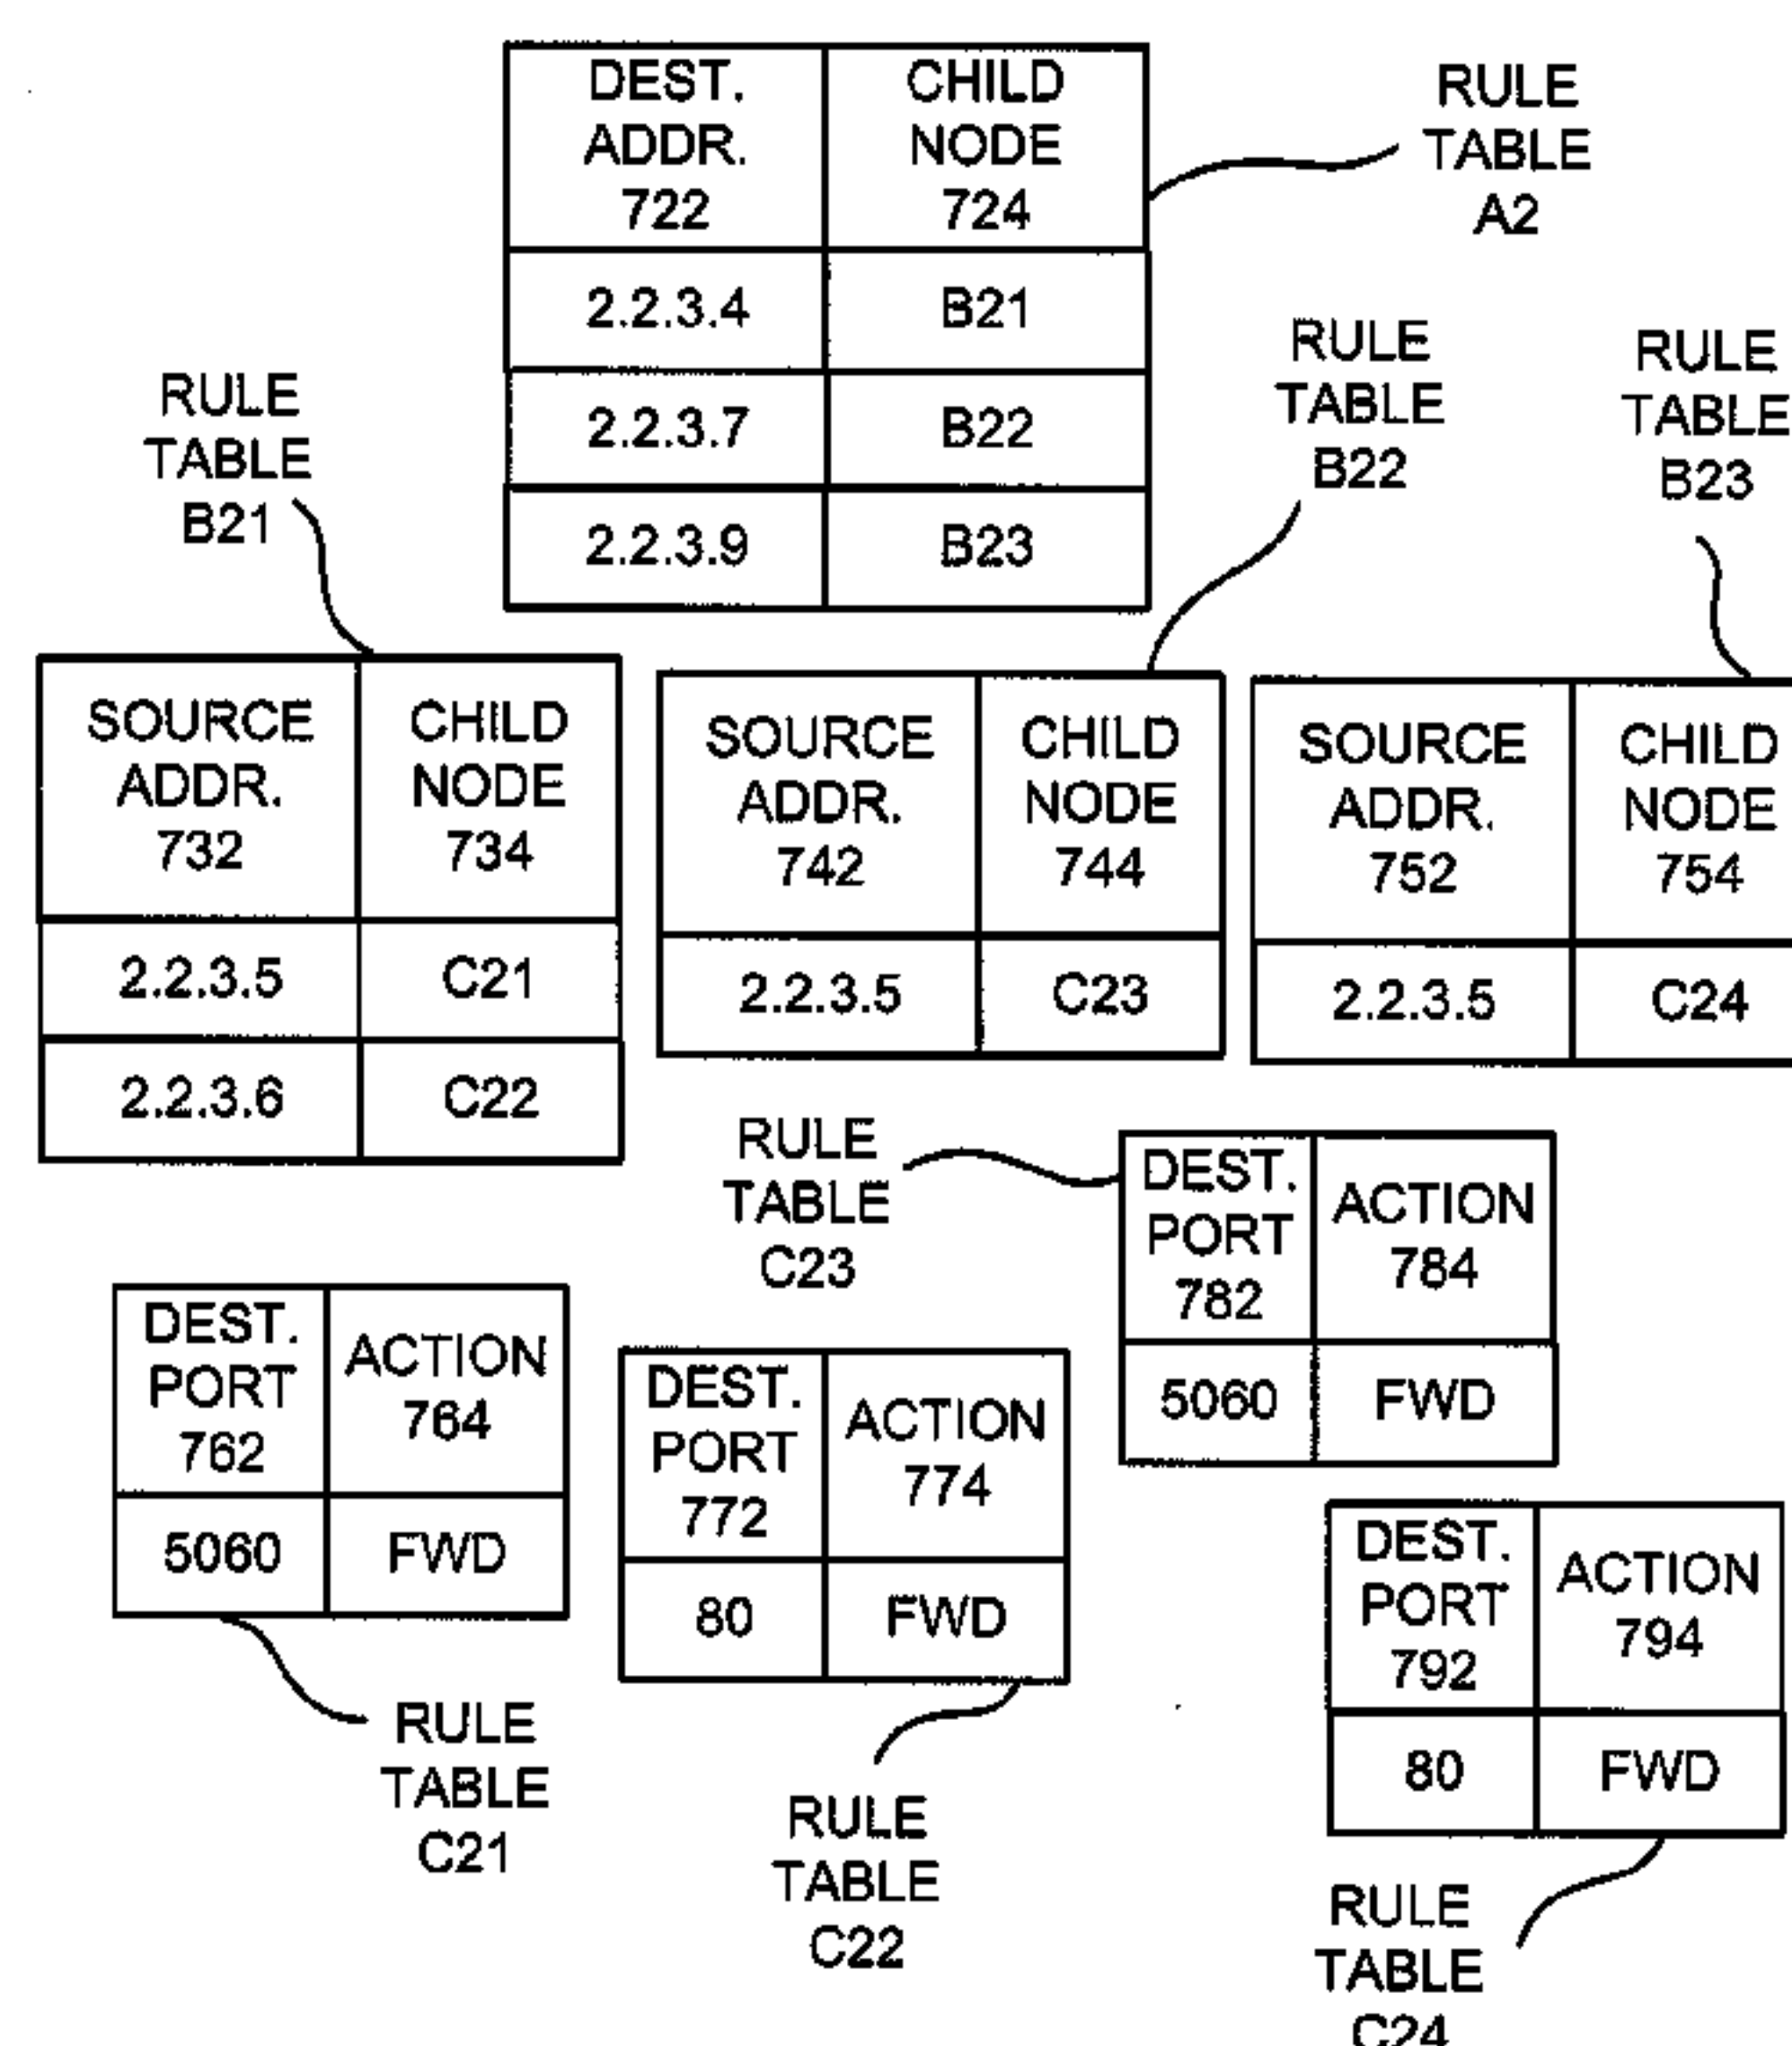 DEST.
ADDR.
722
CHILD
NODE
724
2.2.3.4
B21
2.2.3.7
B22
2.2.3.9
B23
RULE
TABLE
A2
RULE
TABLE
B21
RULE
TABLE
B22
RULE
TABLE
B23
SOURCE
ADDR.
732
CHILD
NODE
734
2.2.3.5
C21
2.2.3.6
C22
SOURCE
ADDR.
742
CHILD
NODE
744
2.2.3.5
C23
SOURCE
ADDR.
752
CHILD
NODE
754
2.2.3.5
C24
RULE
TABLE
C23
DEST.
PORT
782
ACTION
784
5060
FWD
DEST.
PORT
762
ACTION
764
5060
FWD
RULE
TABLE
C21
DEST.
PORT
772
ACTION
774
80
FWD
RULE
TABLE
C22
DEST.
PORT
792
ACTION
794
80
FWD
RULE
TABLE
C24